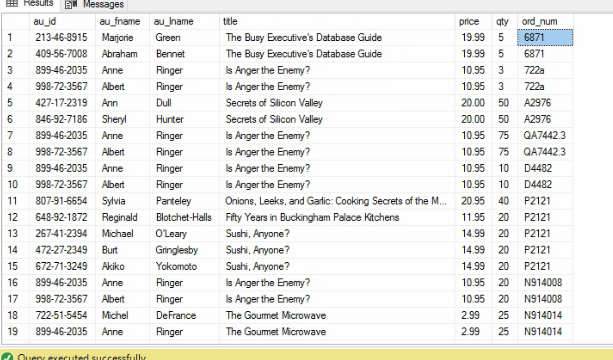 Results Messages
au_id au_fname au_lname title price qty ord_num
1 213-46-8915 Marjorie Green The Busy Executive's Database Guide 19.99 5 6871
2 409-56-7008 Abraham Bennet The Busy Executive's Database Guide 19.99 5 6871
3 899-46-2035 Anne Ringer Is Anger the Enemy? 10.95 3 722a
4 998-72-3567 Albert Ringer Is Anger the Enemy? 10.95 3 722a
5 427-17-2319 Ann Dull Secrets of Silicon Valley 20.00 50 A2976
6 846-92-7186 Sheryl Hunter Secrets of Silicon Valley 20.00 50 A2976
7 899-46-2035 Anne Ringer Is Anger the Enemy? 10.95 75 QA7442.3
8 998-72-3567 Albert Ringer Is Anger the Enemy? 10.95 75 QA7442.3
9 899-46-2035 Anne Ringer Is Anger the Enemy? 10.95 10 D4482
10 998-72-3567 Albert Ringer Is Anger the Enemy? 10.95 10 D4482
11 807-91-6654 Sylvia Panteley Onions, Leeks, and Garlic: Cooking Secrets of the M... 20.95 40 P2121
12 648-92-1872 Reginald Blotchet-Halls Fifty Years in Buckingham Palace Kitchens 11.95 20 P2121
13 267-41-2394 Michael O'Leary Sushi, Anyone? 14.99 20 P2121
14 472-27-2349 Burt Gringlesby Sushi, Anyone? 14.99 20 P2121
15 672-71-3249 Akiko Yokomoto Sushi, Anyone? 14.99 20 P2121
16 899-46-2035 Anne Ringer Is Anger the Enemy? 10.95 20 N914008
17 998-72-3567 Albert Ringer Is Anger the Enemy? 10.95 20 N914008
18 722-51-5454 Michel DeFrance The Gourmet Microwave 2.99 25 N914014
19 899-46-2035 Anne Ringer The Gourmet Microwave 2.99 25 N914014
Query executed successfully